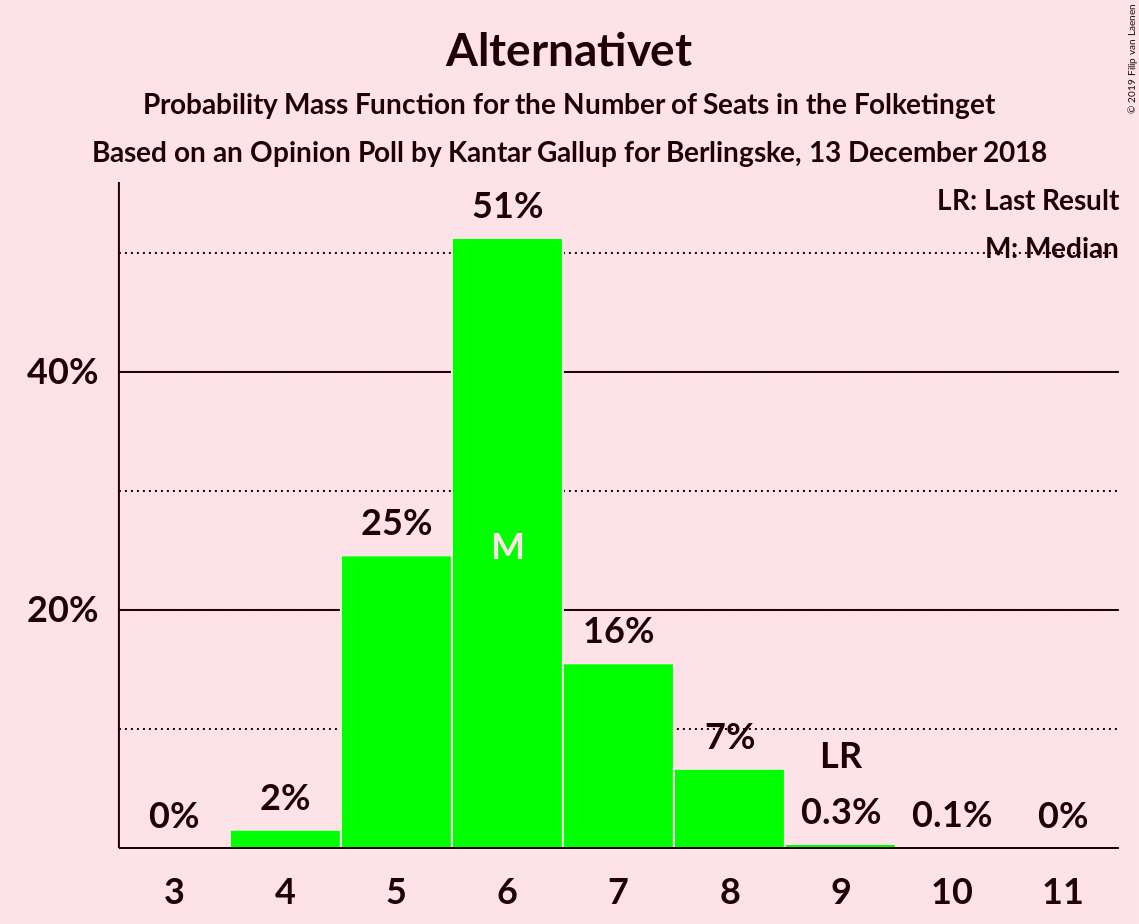 Alternativet
Probability Mass Function for the Number of Seats in the Folketinget
Based on an Opinion Poll by Kantar Gallup for Berlingske, 13 December 2018
© 2019 Filip van Laenen
LR: Last Result
M: Median
51%
40%
25%
M
20%
16%
7%
LR
0% 2% 0.3% 0.1% 0%
3 4 5 6 7 8 9 10 11